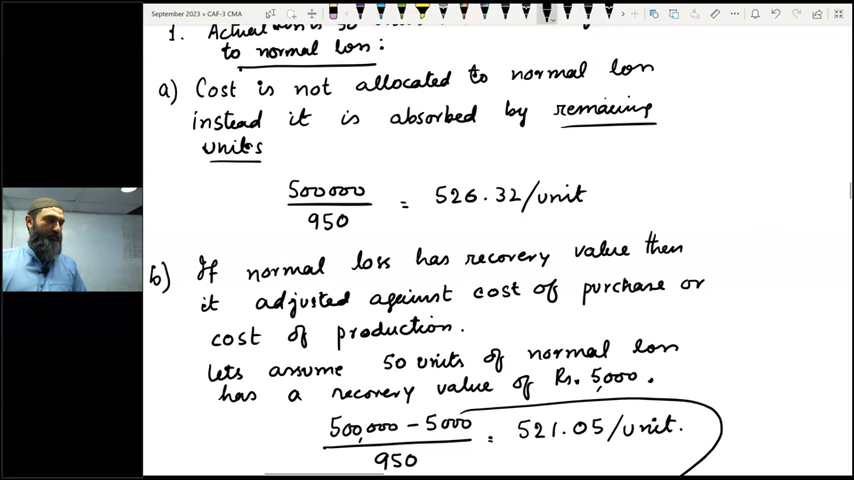 September 2023 » CAF-3 CMA
1. Actual loss is 50
to normal loss:
a) Cost is not allocated to normal loss
instead it is absorbed by remaining
units
500000
950
= 526.32/unit
b) If normal loss has recovery value then
it adjusted against cost of purchase or
cost of production.
Lets assume 50 units of normal loss
has a recovery value of Rs. 5,000.
500,000 - 5000
950
= 521.05/unit.